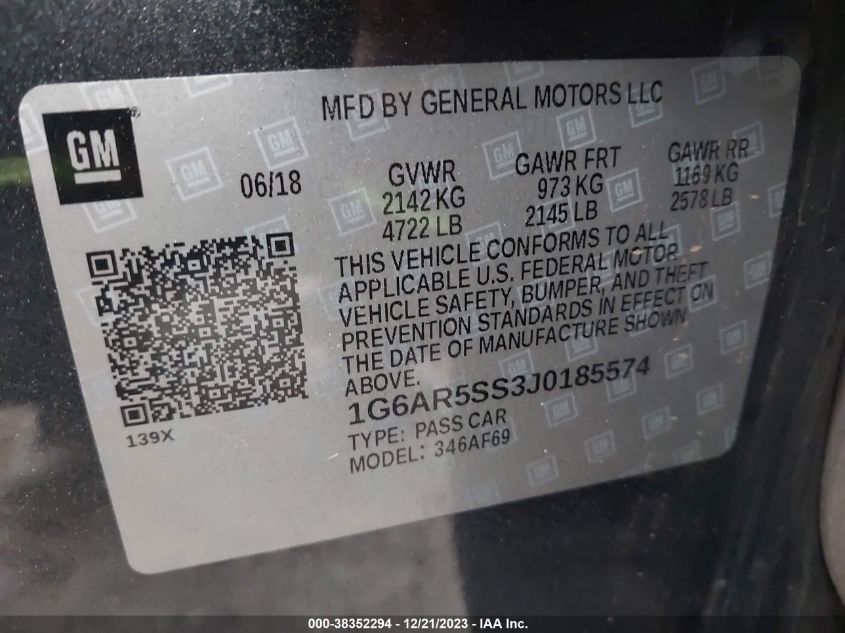 MFD BY GENERAL MOTORS LLC
GM
06/18
GVWR
2142 KG
4722 LB
GAWR FRT
973 KG
2145 LB
GAWR RR
1169 KG
2578 LB
THIS VEHICLE CONFORMS TO ALL
APPLICABLE U.S. FEDERAL MOTOR
VEHICLE SAFETY, BUMPER, AND THEFT
PREVENTION STANDARDS IN EFFECT ON
THE DATE OF MANUFACTURE SHOWN
ABOVE.
1G6AR5SS3J0185574
TYPE: PASS CAR
MODEL: 346AF69
139X
000-38352294 - 12/21/2023 - IAA Inc.